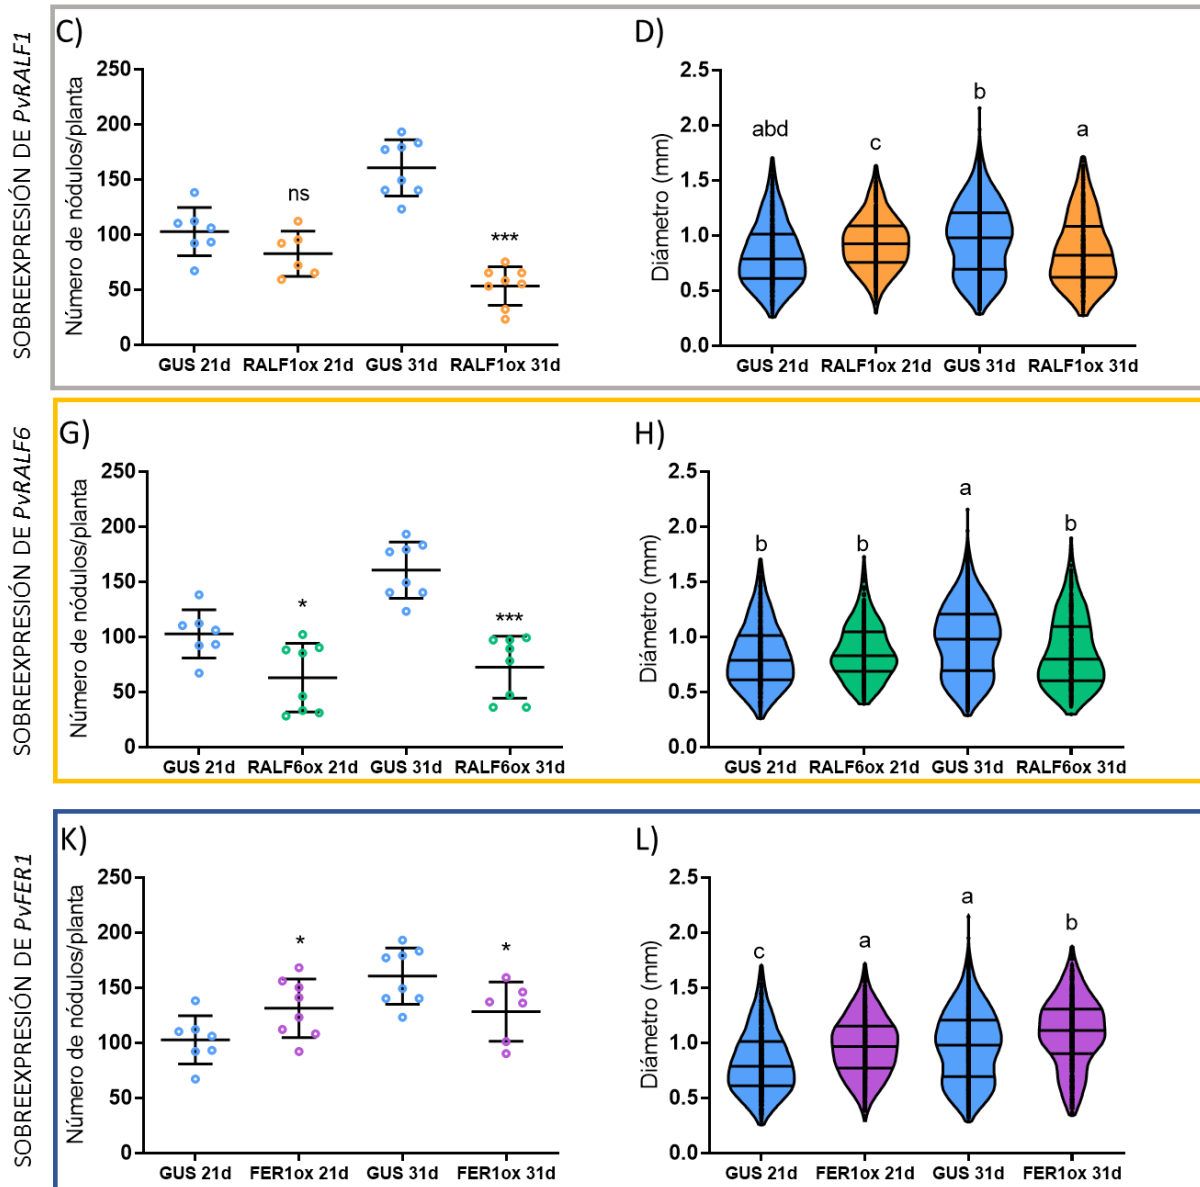 SOBREEXPRESIÓN DE PvRALF1
C)
Número de nódulos/planta
250
200
150
100
50
0
ns
***
GUS 21d RALF1ox 21d GUS 31d RALF1ox 31d
D)
Diámetro (mm)
2.5
2.0
1.5
1.0
0.5
0.0
abd
c
b
a
GUS 21d RALF1ox 21d GUS 31d RALF1ox 31d
SOBREEXPRESIÓN DE PvRALF6
G)
Número de nódulos/planta
250
200
150
100
50
0
*
***
GUS 21d RALF6ox 21d GUS 31d RALF6ox 31d
H)
Diámetro (mm)
2.5
2.0
1.5
1.0
0.5
0.0
b
b
a
b
GUS 21d RALF6ox 21d GUS 31d RALF6ox 31d
SOBREEXPRESIÓN DE PvFER1
K)
Número de nódulos/planta
250
200
150
100
50
0
*
*
GUS 21d FER1ox 21d GUS 31d FER1ox 31d
L)
Diámetro (mm)
2.5
2.0
1.5
1.0
0.5
0.0
c
a
a
b
GUS 21d FER1ox 21d GUS 31d FER1ox 31d